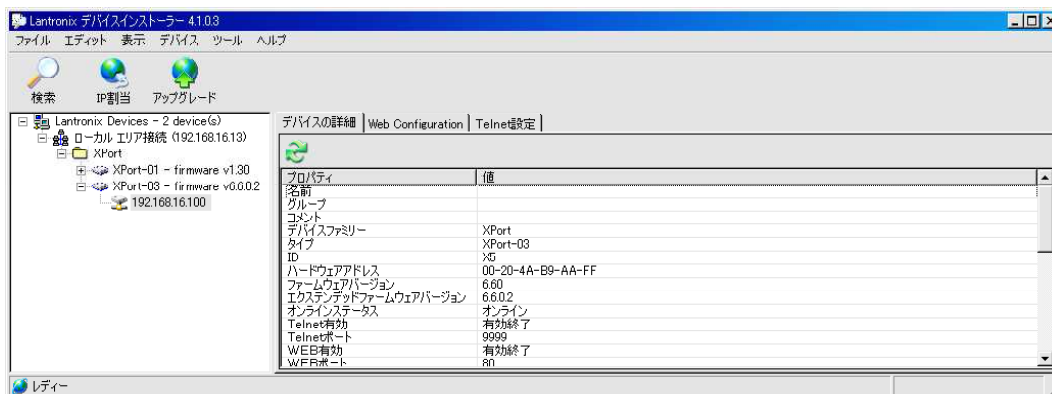 Lantronix デバイスインストーラー 4.1.0.3
ファイル エディット 表示 デバイス ツール ヘルプ
検索 IP割当 アップグレード
Lantronix Devices - 2 device(s)
ローカル エリア接続 (192.168.16.13)
XPort
XPort-01 - firmware v1.30
XPort-03 - firmware v6.6.0.2
192.168.16.100
デバイスの詳細 Web Configuration Telnet設定
プロパティ 値
名前
グループ
コメント
デバイスファミリー XPort
タイプ XPort-03
ID X5
ハードウェアアドレス 00-20-4A-B9-AA-FF
ファームウェアバージョン 6.60
エクステンデッドファームウェアバージョン 6.6.0.2
オンラインステータス オンライン
Telnet有効 有効終了
Telnetポート 9999
WEB有効 有効終了
WEBポート 80
レディー